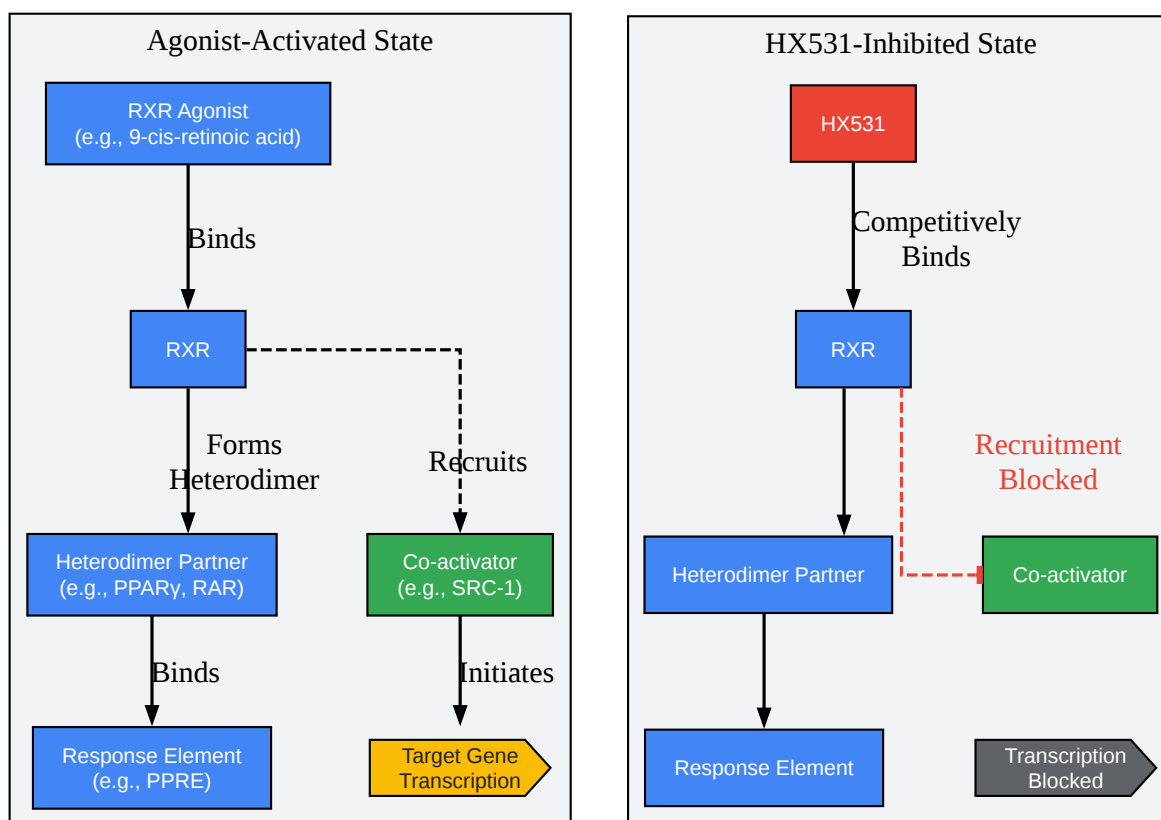 Agonist-Activated State
RXR Agonist
(e.g., 9-cis-retinoic acid)
Binds
RXR
Forms
Heterodimer
Recruits
Heterodimer Partner
(e.g., PPARγ, RAR)
Co-activator
(e.g., SRC-1)
Binds
Initiates
Response Element
(e.g., PPRE)
Target Gene
Transcription
HX531-Inhibited State
HX531
Competitively
Binds
RXR
Recruitment
Blocked
Heterodimer Partner
Co-activator
Response Element
Transcription
Blocked